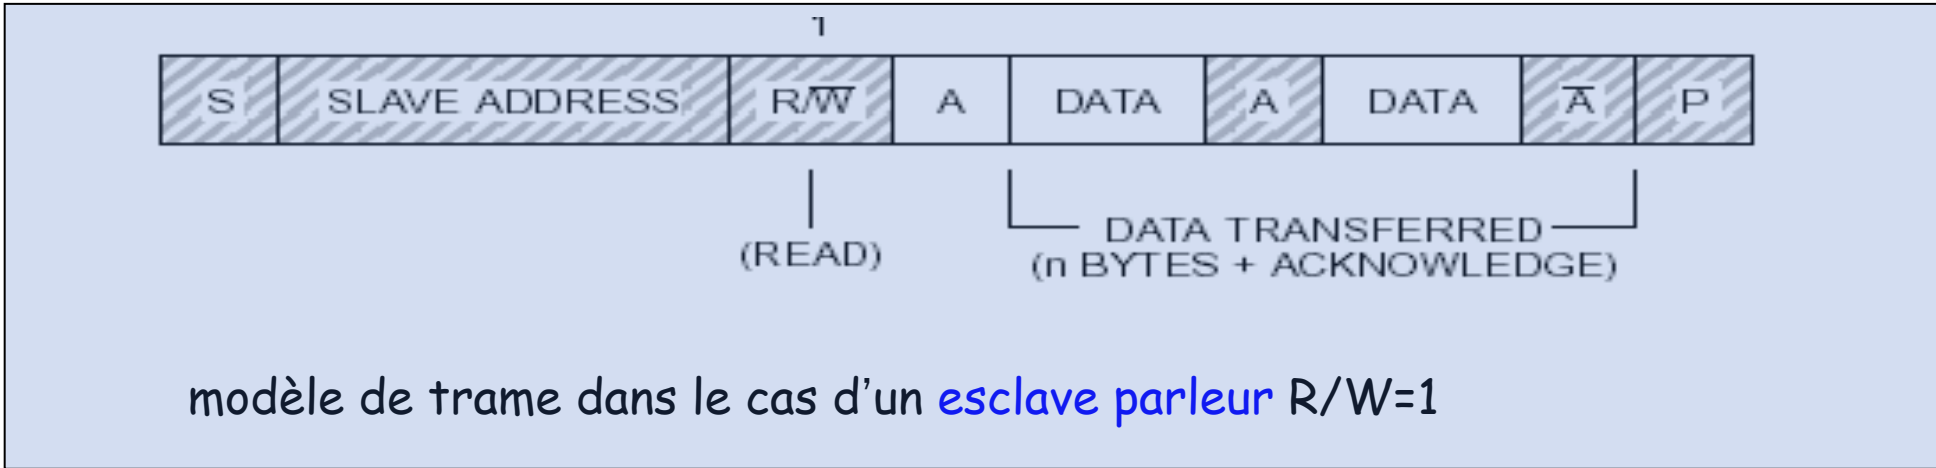 1
S SLAVE ADDRESS R/W̅ A DATA A DATA A̅ P
(READ)
DATA TRANSFERRED
(n BYTES + ACKNOWLEDGE)
modèle de trame dans le cas d’un esclave parleur R/W=1